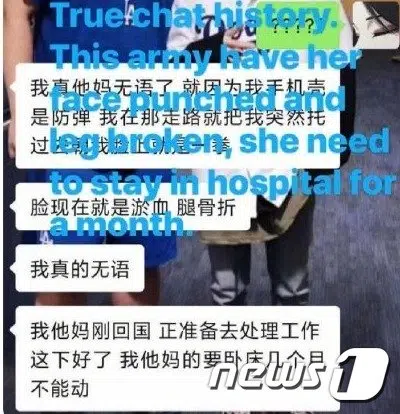 True chat history.
????
This army have her
face punched and
leg broken, she need
to stay in hospital for
a month.
我真他妈无语了 就因为我手机壳
是防弹 我在那走路就把我突然托
过去朝我脸上就是一拳
脸现在就是淤血 腿骨折
我真的无语
我他妈刚回国 正准备去处理工作
这下好了 我他妈的要卧床几个月
不能动
news1